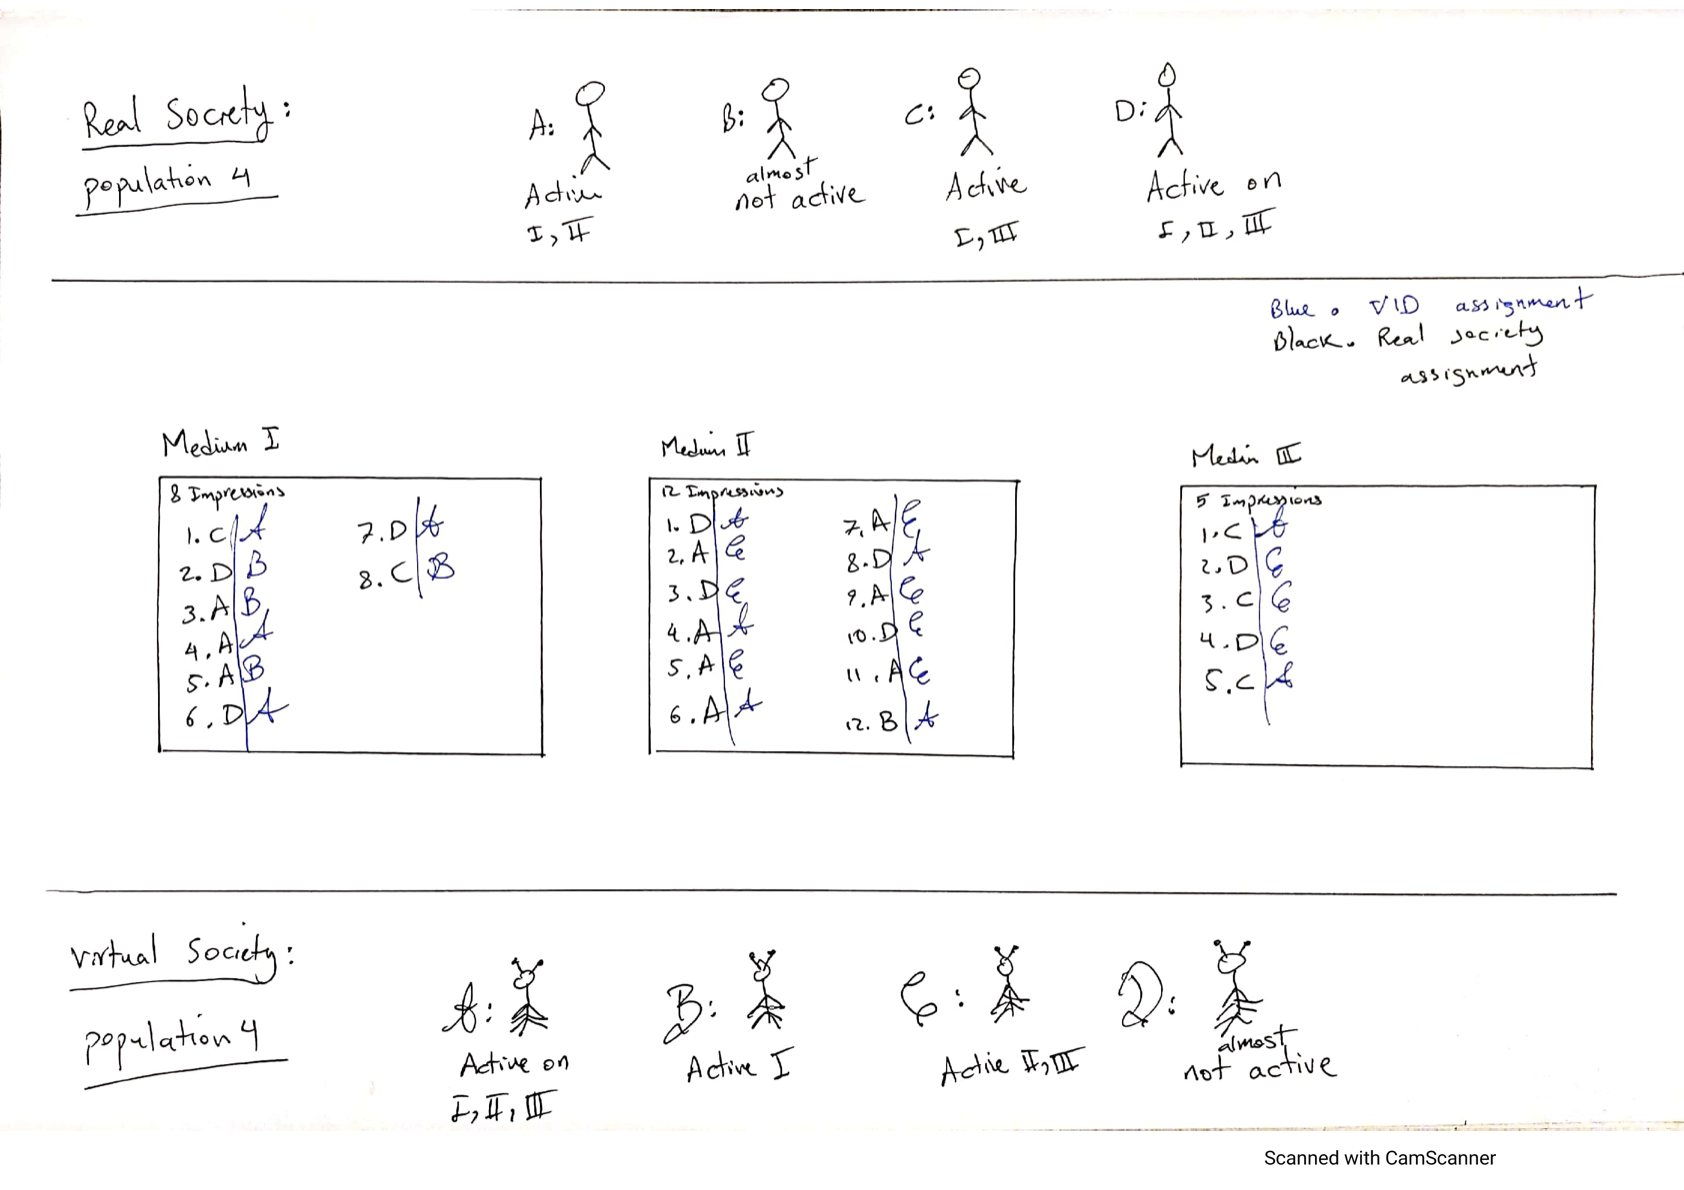 Real Society:
population 4
A:
Active
I, II
B:
almost
not active
C:
Active
I, III
D:
Active on
I, II, III
Blue. VID assignment
Black. Real society
assignment
Medium I
8 Impressions
1. C A
2. D B
3. A B
4. A A
5. A B
6. D A
7. D A
8. C B
Medium II
12 Impressions
1. D A
2. A C
3. D C
4. A A
5. A C
6. A A
7. A C
8. D A
9. A C
10. D C
11. A C
12. B A
III
5 Impressions
1. C A
2. D C
3. C C
4. D C
5. C A
Virtual Society:
population 4
A:
Active on
I, II, III
B:
Active I
C:
Active II, III
D:
almost
not active
Scanned with CamScanner